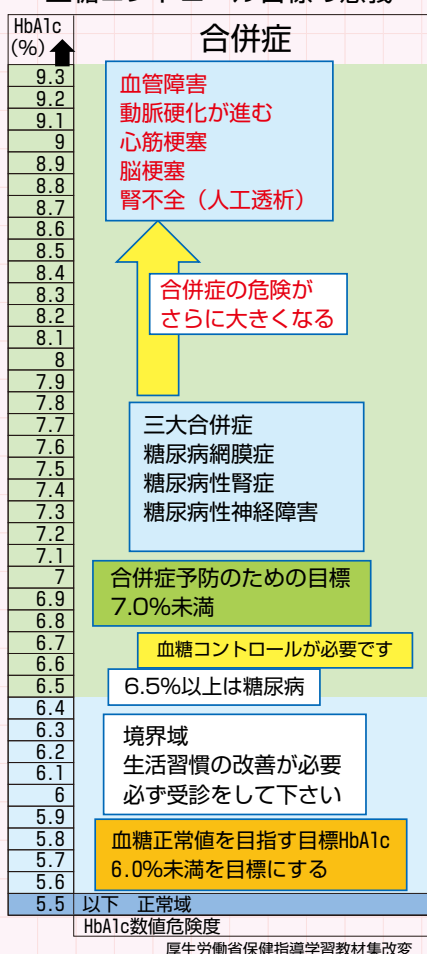 HbA1c
(%)
合併症
9.3
9.2
9.1
9
8.9
8.8
8.7
8.6
8.5
8.4
8.3
8.2
8.1
8
7.9
7.8
7.7
7.6
7.5
7.4
7.3
7.2
7.1
7
6.9
6.8
6.7
6.6
6.5
6.4
6.3
6.2
6.1
6
5.9
5.8
5.7
5.6
5.5
血管障害
動脈硬化が進む
心筋梗塞
脳梗塞
腎不全（人工透析）
合併症の危険が
さらに大きくなる
三大合併症
糖尿病網膜症
糖尿病性腎症
糖尿病性神経障害
合併症予防のための目標
7.0%未満
血糖コントロールが必要です
6.5%以上は糖尿病
境界域
生活習慣の改善が必要
必ず受診をして下さい
血糖正常値を目指す目標HbA1c
6.0%未満を目標にする
以下 正常域
HbA1c数値危険度
厚生労働省保健指導学習教材集改変